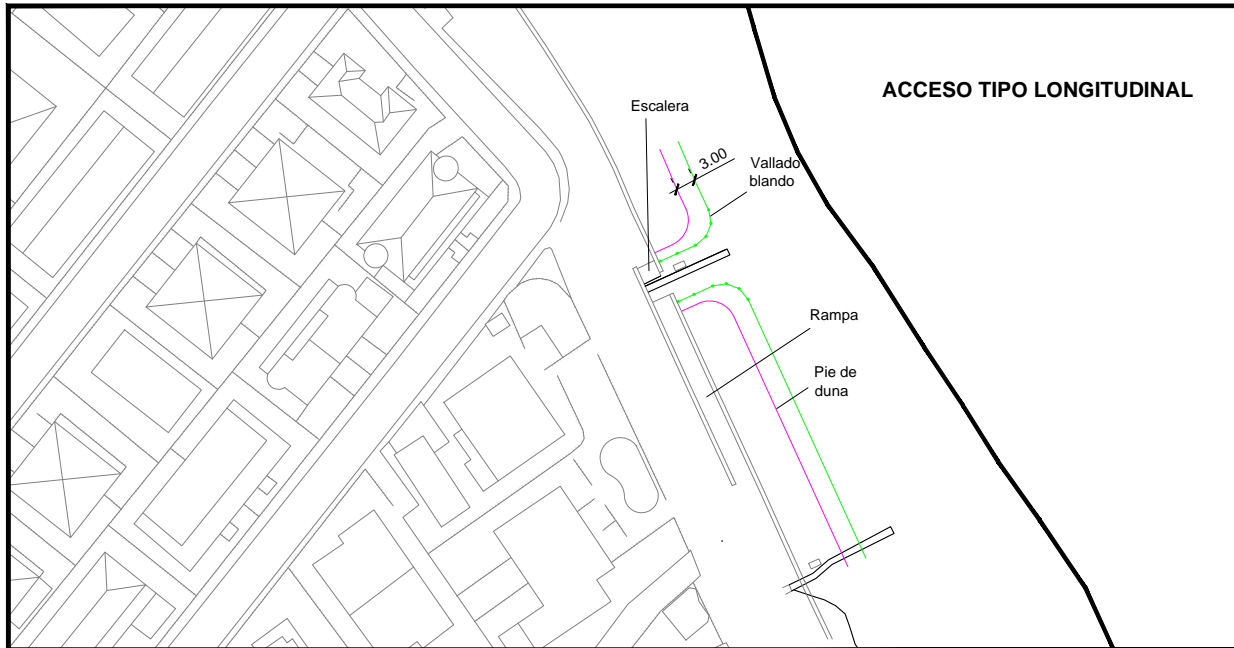 ACCESO TIPO LONGITUDINAL
Escalera
3.00
Vallado
blando
Rampa
Pie de
duna